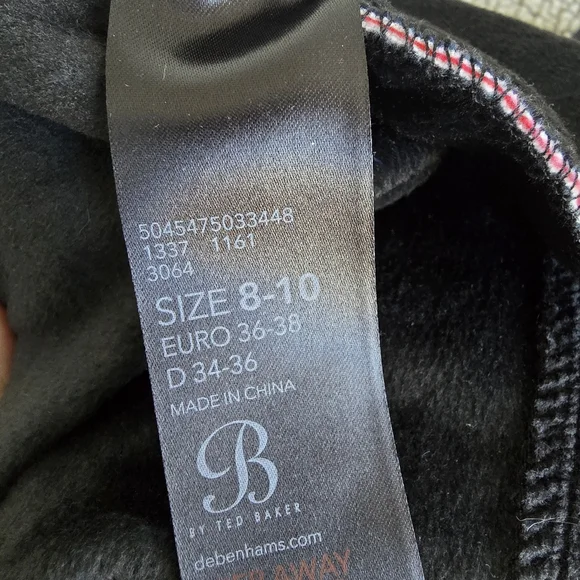 5045475033448
1337 1161
3064
SIZE 8-10
EURO 36-38
D 34-36
MADE IN CHINA
B
BY TED BAKER
debenhams.com
AWAY